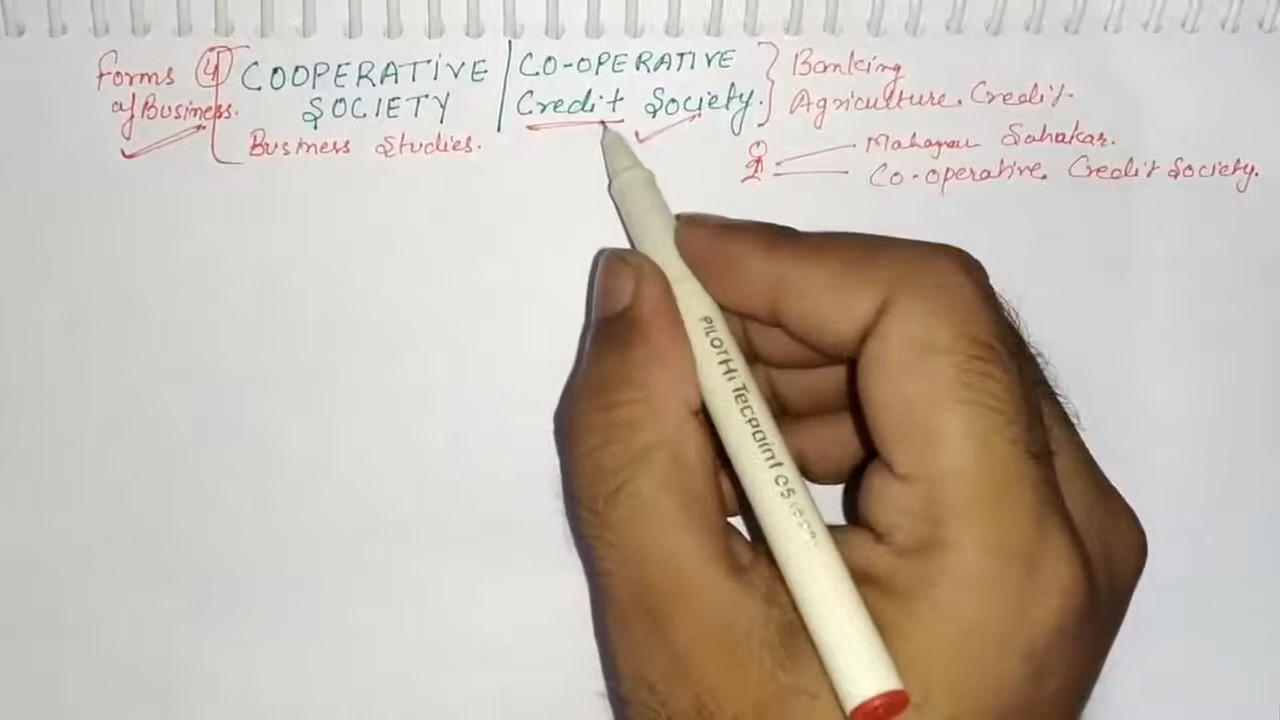 Forms ④ COOPERATIVE CO-OPERATIVE Banking
of Business. SOCIETY Credit Society. Agriculture Credit.
Business Studies. Sahakar.
Co-operative Credit Society.
PILOT Hi-Tecpoint 05